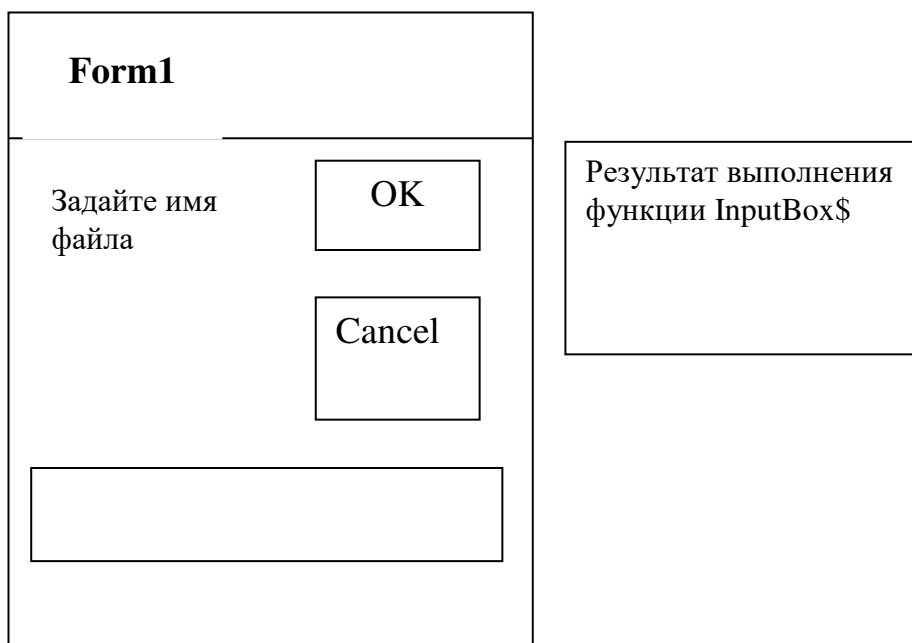 Form1
Задайте имя
файла
OK
Cancel
Результат выполнения
функции InputBox$